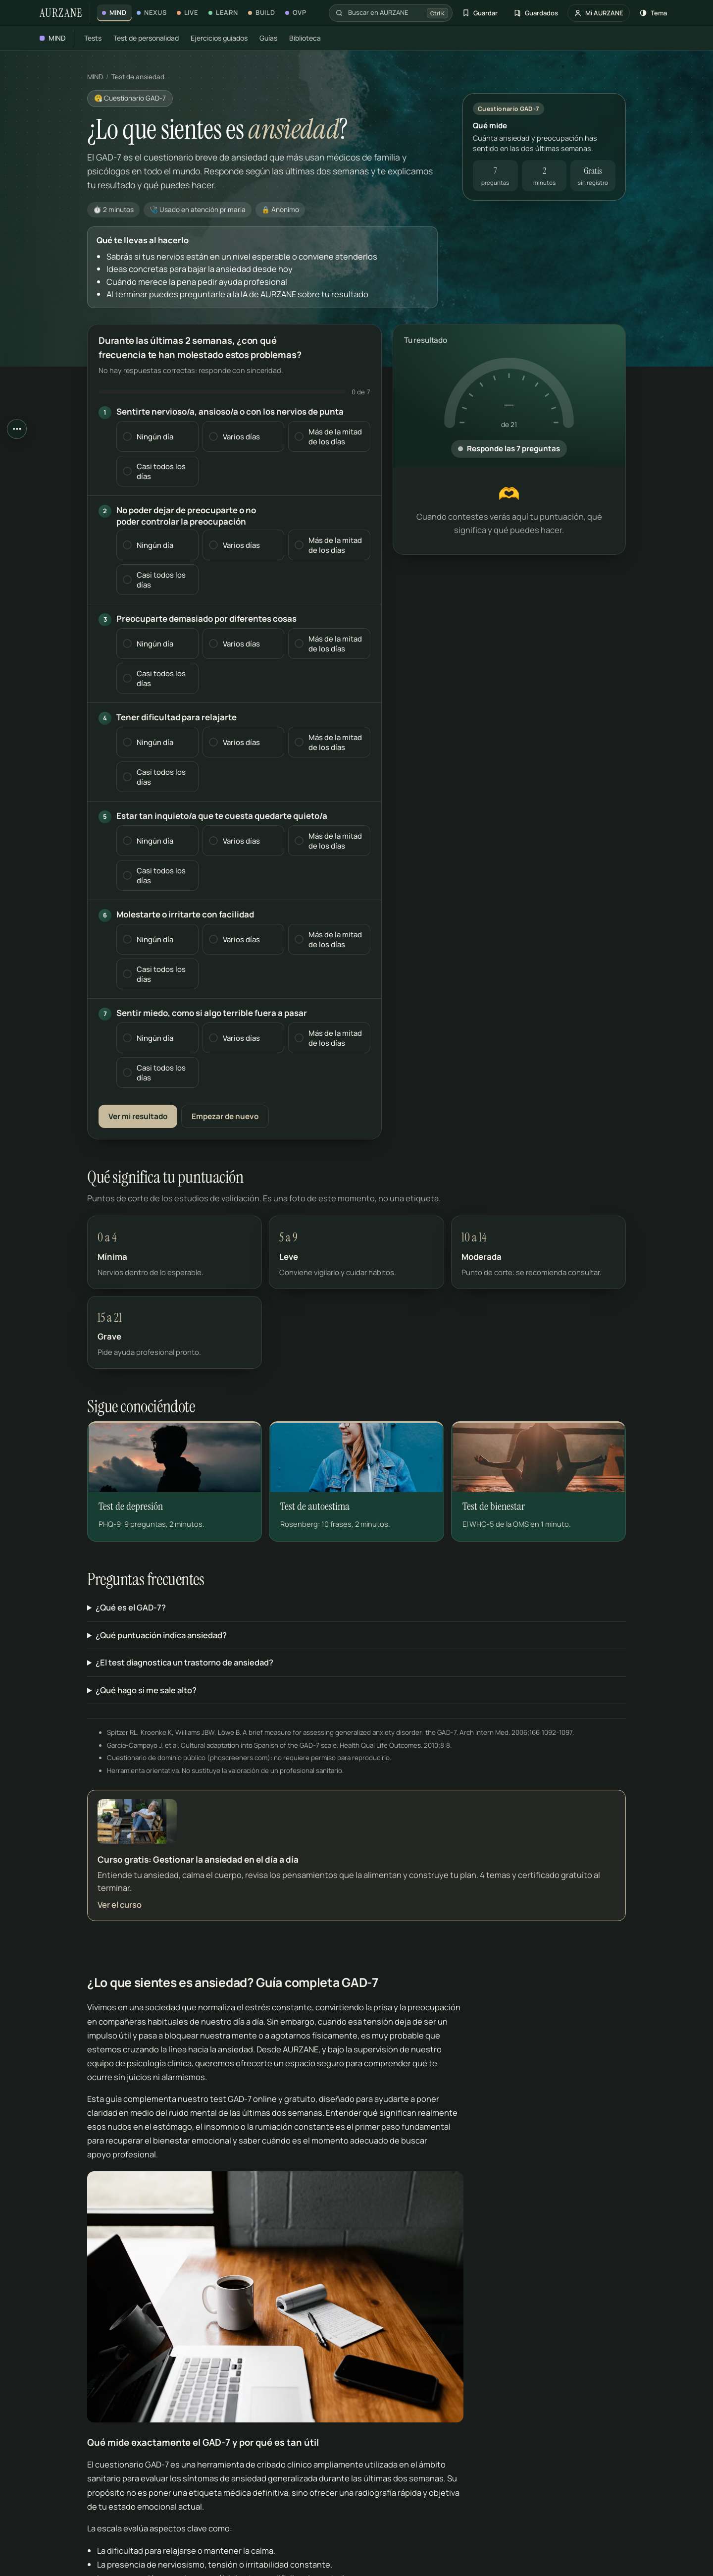 AURZANE
MIND
NEXUS
LIVE
LEARN
BUILD
OVP
Buscar en AURZANE
Ctrl K
Guardar
Guardados
Mi AURZANE
Tema
MIND
Tests
Test de personalidad
Ejercicios guiados
Guías
Biblioteca
MIND / Test de ansiedad
Cuestionario GAD-7
¿Lo que sientes es ansiedad?
El GAD-7 es el cuestionario breve de ansiedad que más usan médicos de familia y
psicólogos en todo el mundo. Responde según las últimas dos semanas y te explicamos
tu resultado y qué puedes hacer.
2 minutos
Usado en atención primaria
Anónimo
Qué te llevas al hacerlo
Sabrás si tus nervios están en un nivel esperable o conviene atenderlos
Ideas concretas para bajar la ansiedad desde hoy
Cuándo merece la pena pedir ayuda profesional
Al terminar puedes preguntarle a la IA de AURZANE sobre tu resultado
Cuestionario GAD-7
Qué mide
Cuánta ansiedad y preocupación has
sentido en las dos últimas semanas.
7
preguntas
2
minutos
Gratis
sin registro
Durante las últimas 2 semanas, ¿con qué
frecuencia te han molestado estos problemas?
No hay respuestas correctas: responde con sinceridad.
0 de 7
1 Sentirte nervioso/a, ansioso/a o con los nervios de punta
Ningún día
Varios días
Más de la mitad
de los días
Casi todos los
días
2 No poder dejar de preocuparte o no
poder controlar la preocupación
Ningún día
Varios días
Más de la mitad
de los días
Casi todos los
días
3 Preocuparte demasiado por diferentes cosas
Ningún día
Varios días
Más de la mitad
de los días
Casi todos los
días
4 Tener dificultad para relajarte
Ningún día
Varios días
Más de la mitad
de los días
Casi todos los
días
5 Estar tan inquieto/a que te cuesta quedarte quieto/a
Ningún día
Varios días
Más de la mitad
de los días
Casi todos los
días
6 Molestarte o irritarte con facilidad
Ningún día
Varios días
Más de la mitad
de los días
Casi todos los
días
7 Sentir miedo, como si algo terrible fuera a pasar
Ningún día
Varios días
Más de la mitad
de los días
Casi todos los
días
Ver mi resultado
Empezar de nuevo
Tu resultado
—
de 21
Responde las 7 preguntas
Cuando contestes verás aquí tu puntuación, qué
significa y qué puedes hacer.
Qué significa tu puntuación
Puntos de corte de los estudios de validación. Es una foto de este momento, no una etiqueta.
0 a 4
Mínima
Nervios dentro de lo esperable.
5 a 9
Leve
Conviene vigilarlo y cuidar hábitos.
10 a 14
Moderada
Punto de corte: se recomienda consultar.
15 a 21
Grave
Pide ayuda profesional pronto.
Sigue conociéndote
Test de depresión
PHQ-9: 9 preguntas, 2 minutos.
Test de autoestima
Rosenberg: 10 frases, 2 minutos.
Test de bienestar
El WHO-5 de la OMS en 1 minuto.
Preguntas frecuentes
¿Qué es el GAD-7?
¿Qué puntuación indica ansiedad?
¿El test diagnostica un trastorno de ansiedad?
¿Qué hago si me sale alto?
Spitzer RL, Kroenke K, Williams JBW, Löwe B. A brief measure for assessing generalized anxiety disorder: the GAD-7. Arch Intern Med. 2006;166:1092-1097.
García-Campayo J, et al. Cultural adaptation into Spanish of the GAD-7 scale. Health Qual Life Outcomes. 2010;8:8.
Cuestionario de dominio público (phqscreeners.com): no requiere permiso para reproducirlo.
Herramienta orientativa. No sustituye la valoración de un profesional sanitario.
Curso gratis: Gestionar la ansiedad en el día a día
Entiende tu ansiedad, calma el cuerpo, revisa los pensamientos que la alimentan y construye tu plan. 4 temas y certificado gratuito al
terminar.
Ver el curso
¿Lo que sientes es ansiedad? Guía completa GAD-7
Vivimos en una sociedad que normaliza el estrés constante, convirtiendo la prisa y la preocupación
en compañeras habituales de nuestro día a día. Sin embargo, cuando esa tensión deja de ser un
impulso útil y pasa a bloquear nuestra mente o a agotarnos físicamente, es muy probable que
estemos cruzando la línea hacia la ansiedad. Desde AURZANE, y bajo la supervisión de nuestro
equipo de psicología clínica, queremos ofrecerte un espacio seguro para comprender qué te
ocurre sin juicios ni alarmismos.
Esta guía complementa nuestro test GAD-7 online y gratuito, diseñado para ayudarte a poner
claridad en medio del ruido mental de las últimas dos semanas. Entender qué significan realmente
esos nudos en el estómago, el insomnio o la rumiación constante es el primer paso fundamental
para recuperar el bienestar emocional y saber cuándo es el momento adecuado de buscar
apoyo profesional.
Qué mide exactamente el GAD-7 y por qué es tan útil
El cuestionario GAD-7 es una herramienta de cribado clínico ampliamente utilizada en el ámbito
sanitario para evaluar los síntomas de ansiedad generalizada durante las últimas dos semanas. Su
propósito no es poner una etiqueta médica definitiva, sino ofrecer una radiografía rápida y objetiva
de tu estado emocional actual.
La escala evalúa aspectos clave como:
La dificultad para relajarse o mantener la calma.
La presencia de nerviosismo, tensión o irritabilidad constante.